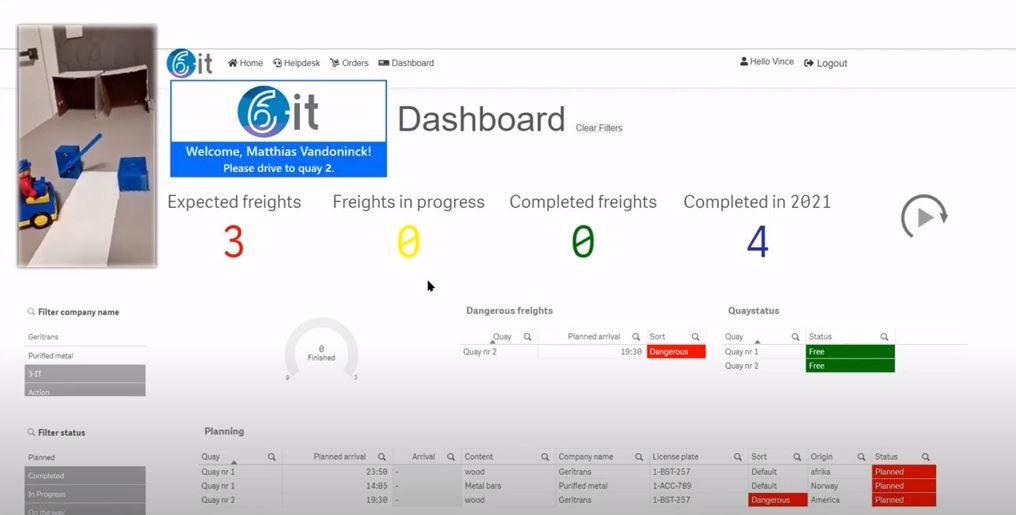 6-it
Home Helpdesk Orders Dashboard
Hello Vince Logout
6-it
Welcome, Matthias Vandoninck!
Please drive to quay 2.
Dashboard Clear Filters
Expected freights Freights in progress Completed freights Completed in 2021
3 0 0 4
Filter company name
Geritrans
Purified metal
3-IT
Action
0
Finished
0 3
Dangerous freights
Quay Planned arrival Sort
Quay nr 2 19:30 Dangerous
Quaystatus
Quay Status
Quay nr 1 Free
Quay nr 2 Free
Filter status
Planned
Completed
In Progress
On the way
Planning
Quay Planned arrival Arrival Content Company name License plate Sort Origin Status
Quay nr 1 23:50 - wood Geritrans 1-BST-257 Default afrika Planned
Quay nr 1 14:05 - Metal bars Purified metal 1-ACC-789 Default Norway Planned
Quay nr 2 19:30 - wood Geritrans 1-BST-257 Dangerous America Planned